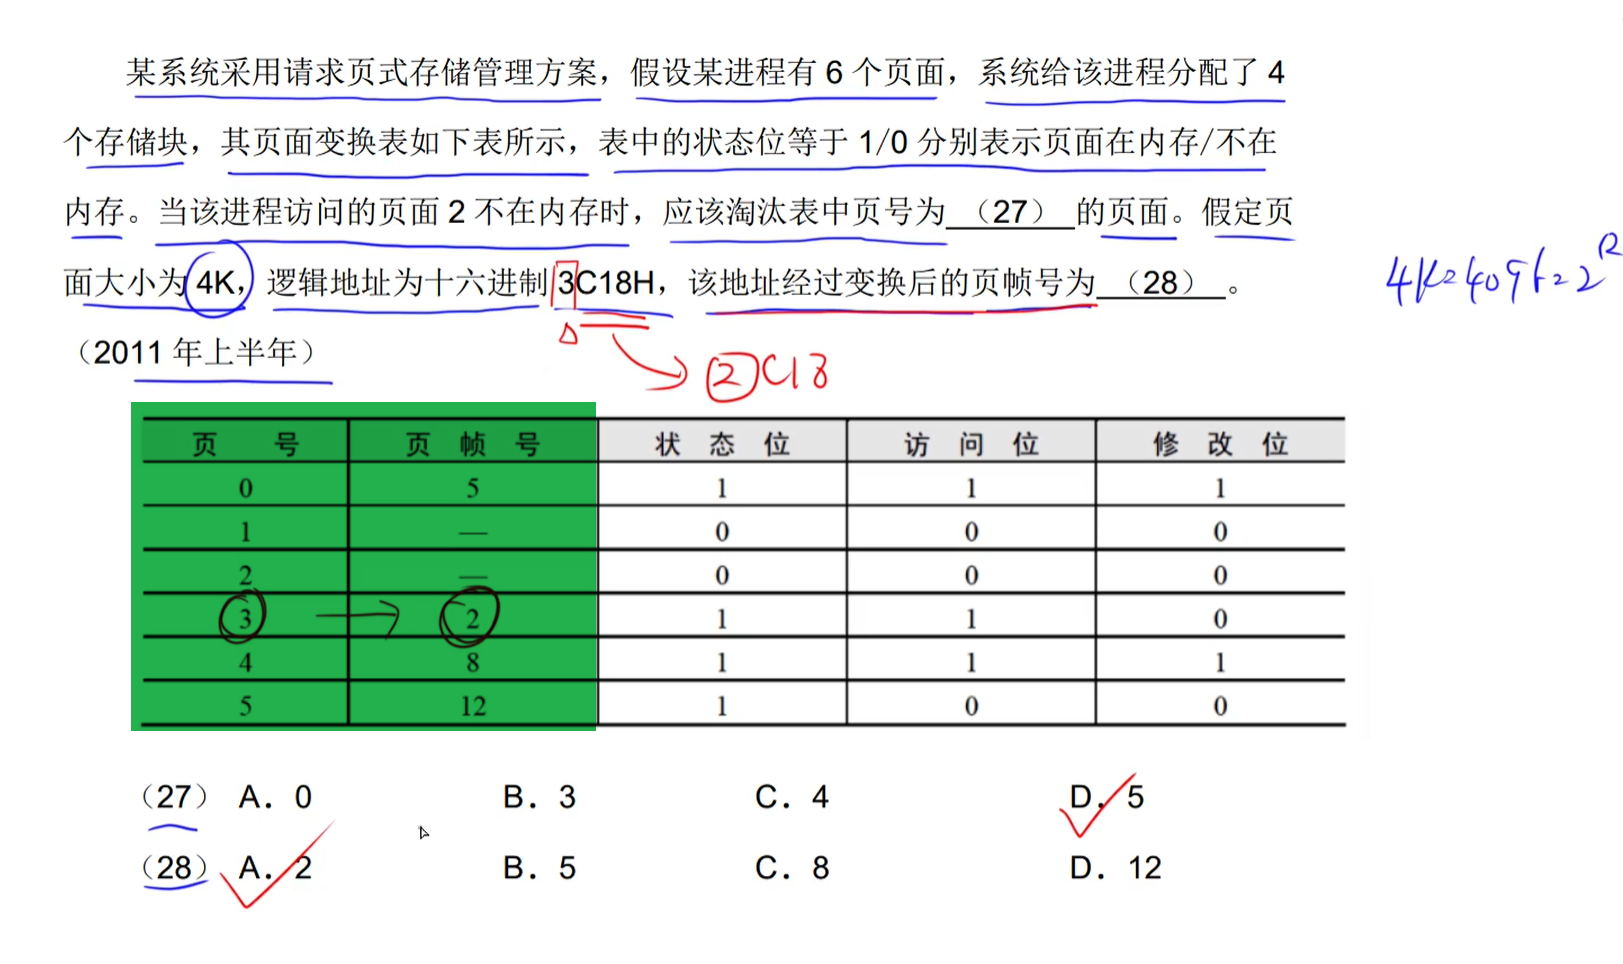 某系统采用请求页式存储管理方案，假设某进程有 6 个页面，系统给该进程分配了 4
个存储块，其页面变换表如下表所示，表中的状态位等于 1/0 分别表示页面在内存/不在
内存。当该进程访问的页面 2 不在内存时，应该淘汰表中页号为 （27） 的页面。假定页
面大小为 4K，逻辑地址为十六进制 3C18H，该地址经过变换后的页帧号为 （28） 。
4K=4096=2^12
（2011 年上半年）
2C18
页 号 页 帧 号 状 态 位 访 问 位 修 改 位
0 5 1 1 1
1 — 0 0 0
2 — 0 0 0
3 → 2 1 1 0
4 8 1 1 1
5 12 1 0 0
（27） A．0 B．3 C．4 D．5
（28） A．2 B．5 C．8 D．12